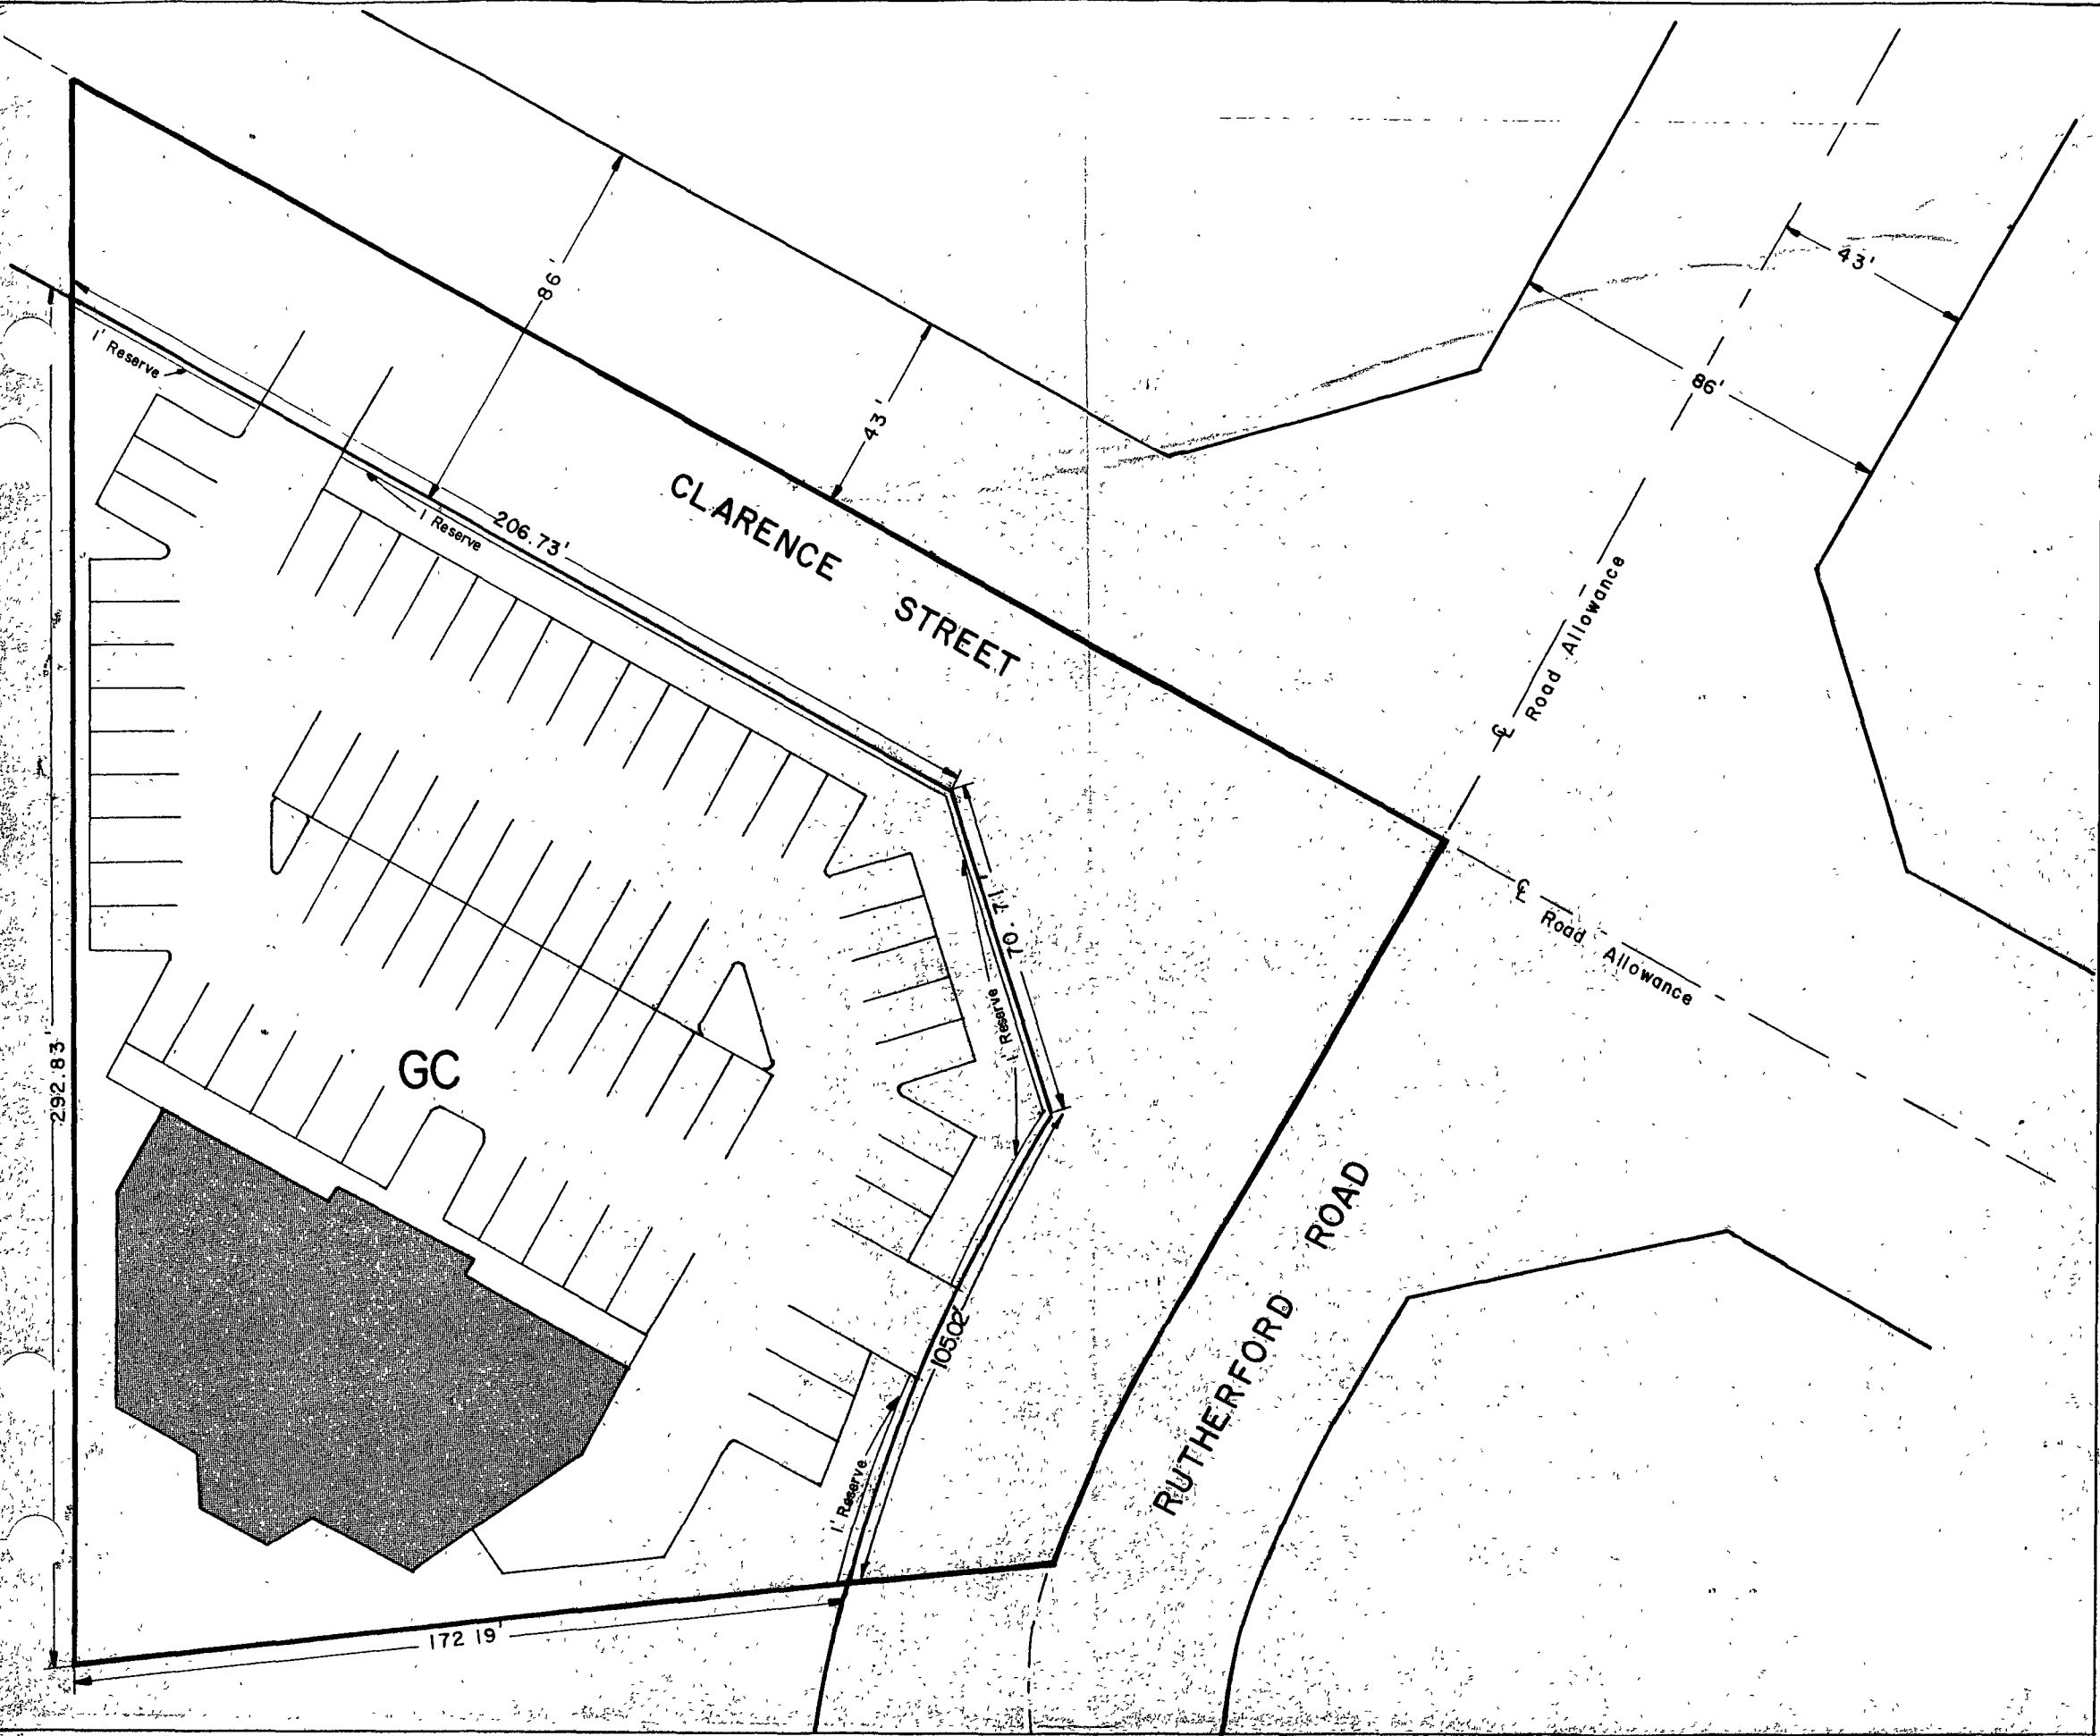 86'
43'
1' Reserve
86'
43'
CLARENCE
STREET
1 Reserve
206.73'
℄ Road Allowance
70.71'
℄ Road Allowance
1' Reserve
GC
292.83'
RUTHERFORD ROAD
105.02'
1' Reserve
172 19'